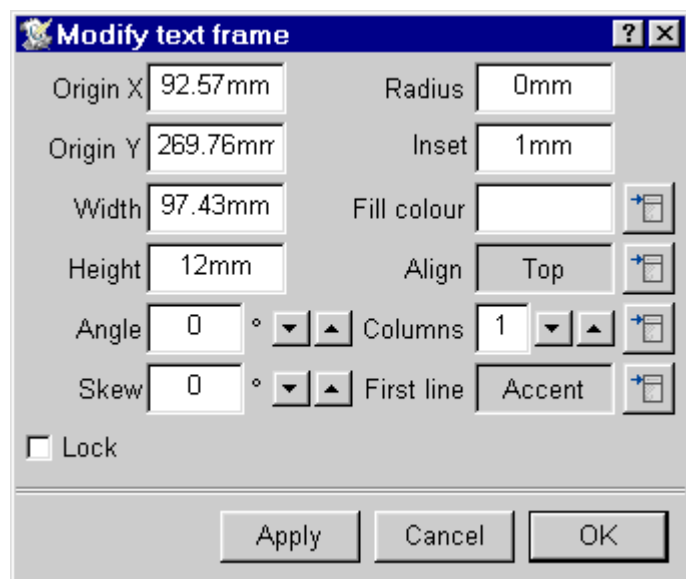 Modify text frame ? ×
Origin X 92.57mm Radius 0mm
Origin Y 269.76mm Inset 1mm
Width 97.43mm Fill colour
Height 12mm Align Top
Angle 0 ° Columns 1
Skew 0 ° First line Accent
Lock
Apply Cancel OK